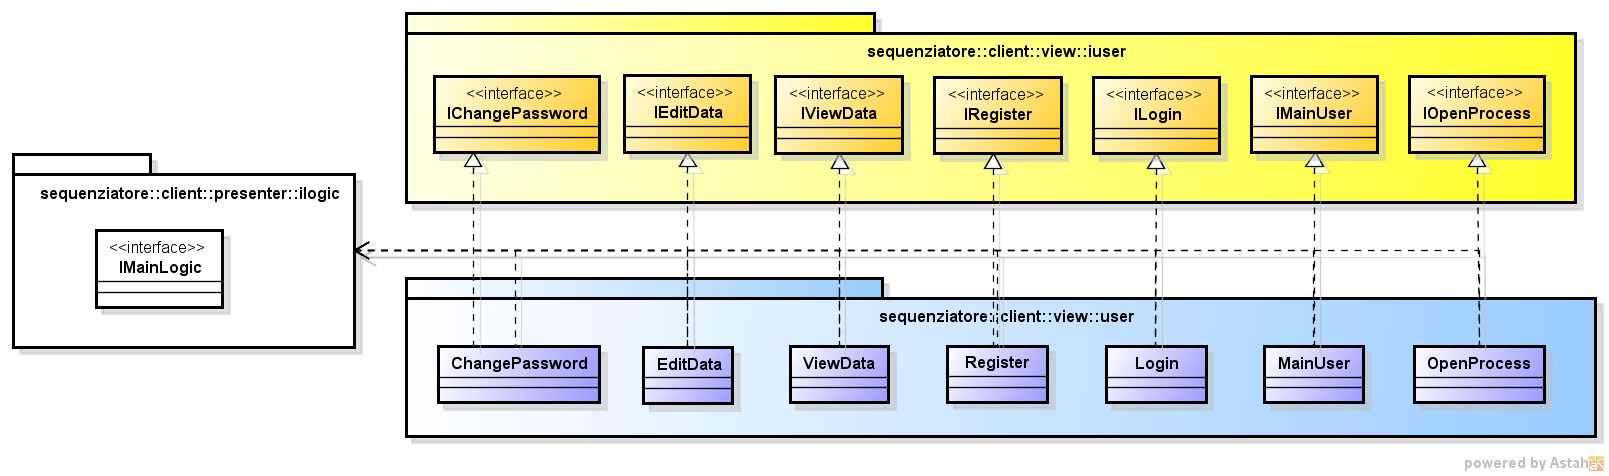 sequenziatore::client::view::iuser
<<interface>>
IChangePassword
<<interface>>
IEditData
<<interface>>
IViewData
<<interface>>
IRegister
<<interface>>
ILogin
<<interface>>
IMainUser
<<interface>>
IOpenProcess
sequenziatore::client::presenter::ilogic
<<interface>>
IMainLogic
sequenziatore::client::view::user
ChangePassword
EditData
ViewData
Register
Login
MainUser
OpenProcess
powered by Astah